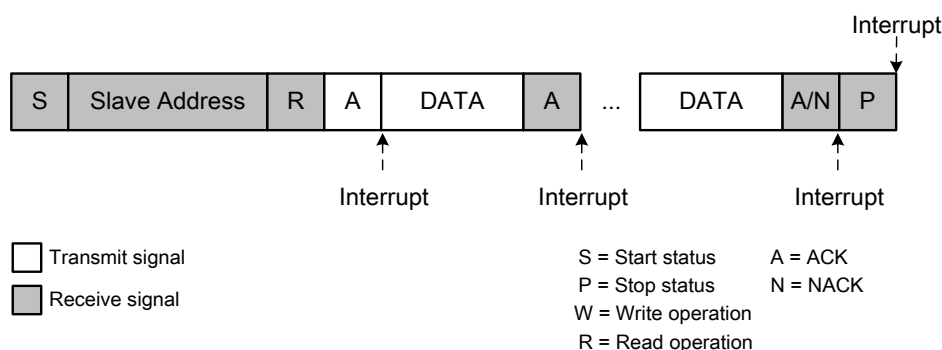 Interrupt
S Slave Address R A DATA A ... DATA A/N P
Interrupt Interrupt Interrupt
Transmit signal
Receive signal
S = Start status A = ACK
P = Stop status N = NACK
W = Write operation
R = Read operation